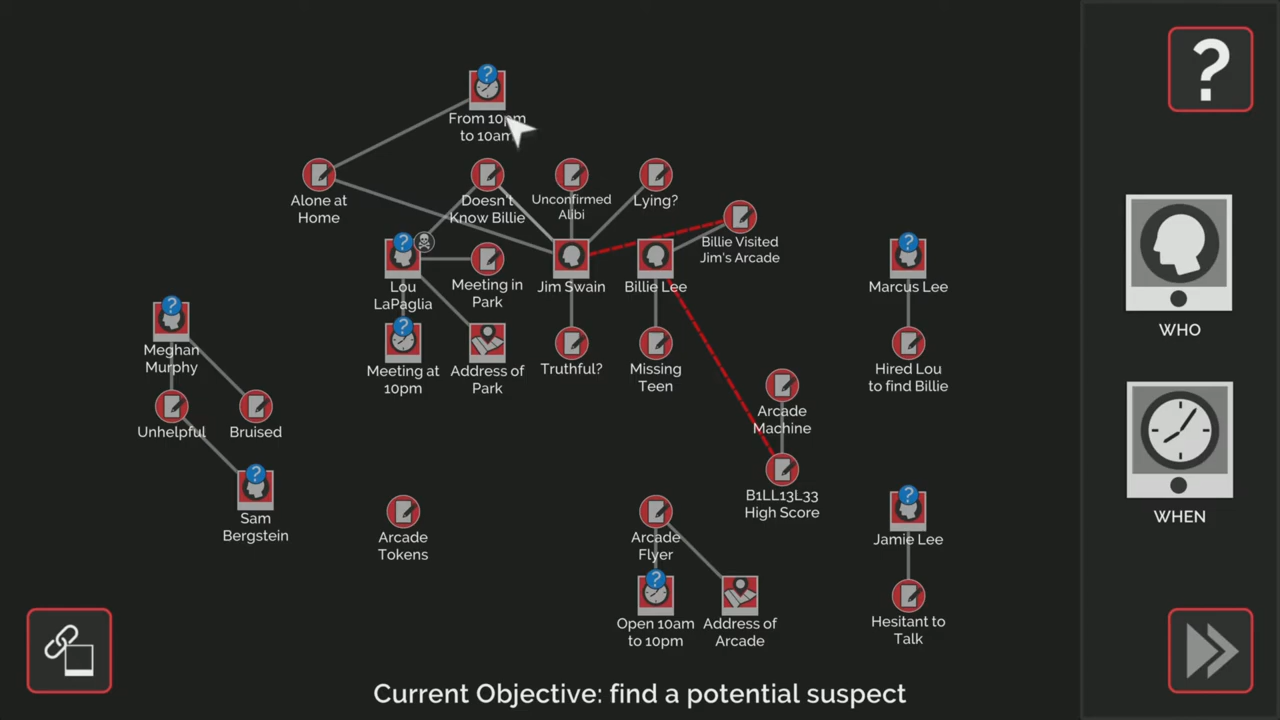 From 10pm
to 10am
Alone at
Home
Doesn't
Know Billie
Unconfirmed
Alibi
Lying?
Billie Visited
Jim's Arcade
Lou
LaPaglia
Meeting in
Park
Jim Swain
Billie Lee
Marcus Lee
Meghan
Murphy
Meeting at
10pm
Address of
Park
Truthful?
Missing
Teen
Hired Lou
to find Billie
Unhelpful
Bruised
Arcade
Machine
B1LL13L33
High Score
Sam
Bergstein
Arcade
Tokens
Arcade
Flyer
Jamie Lee
Open 10am
to 10pm
Address of
Arcade
Hesitant to
Talk
?
WHO
WHEN
Current Objective: find a potential suspect